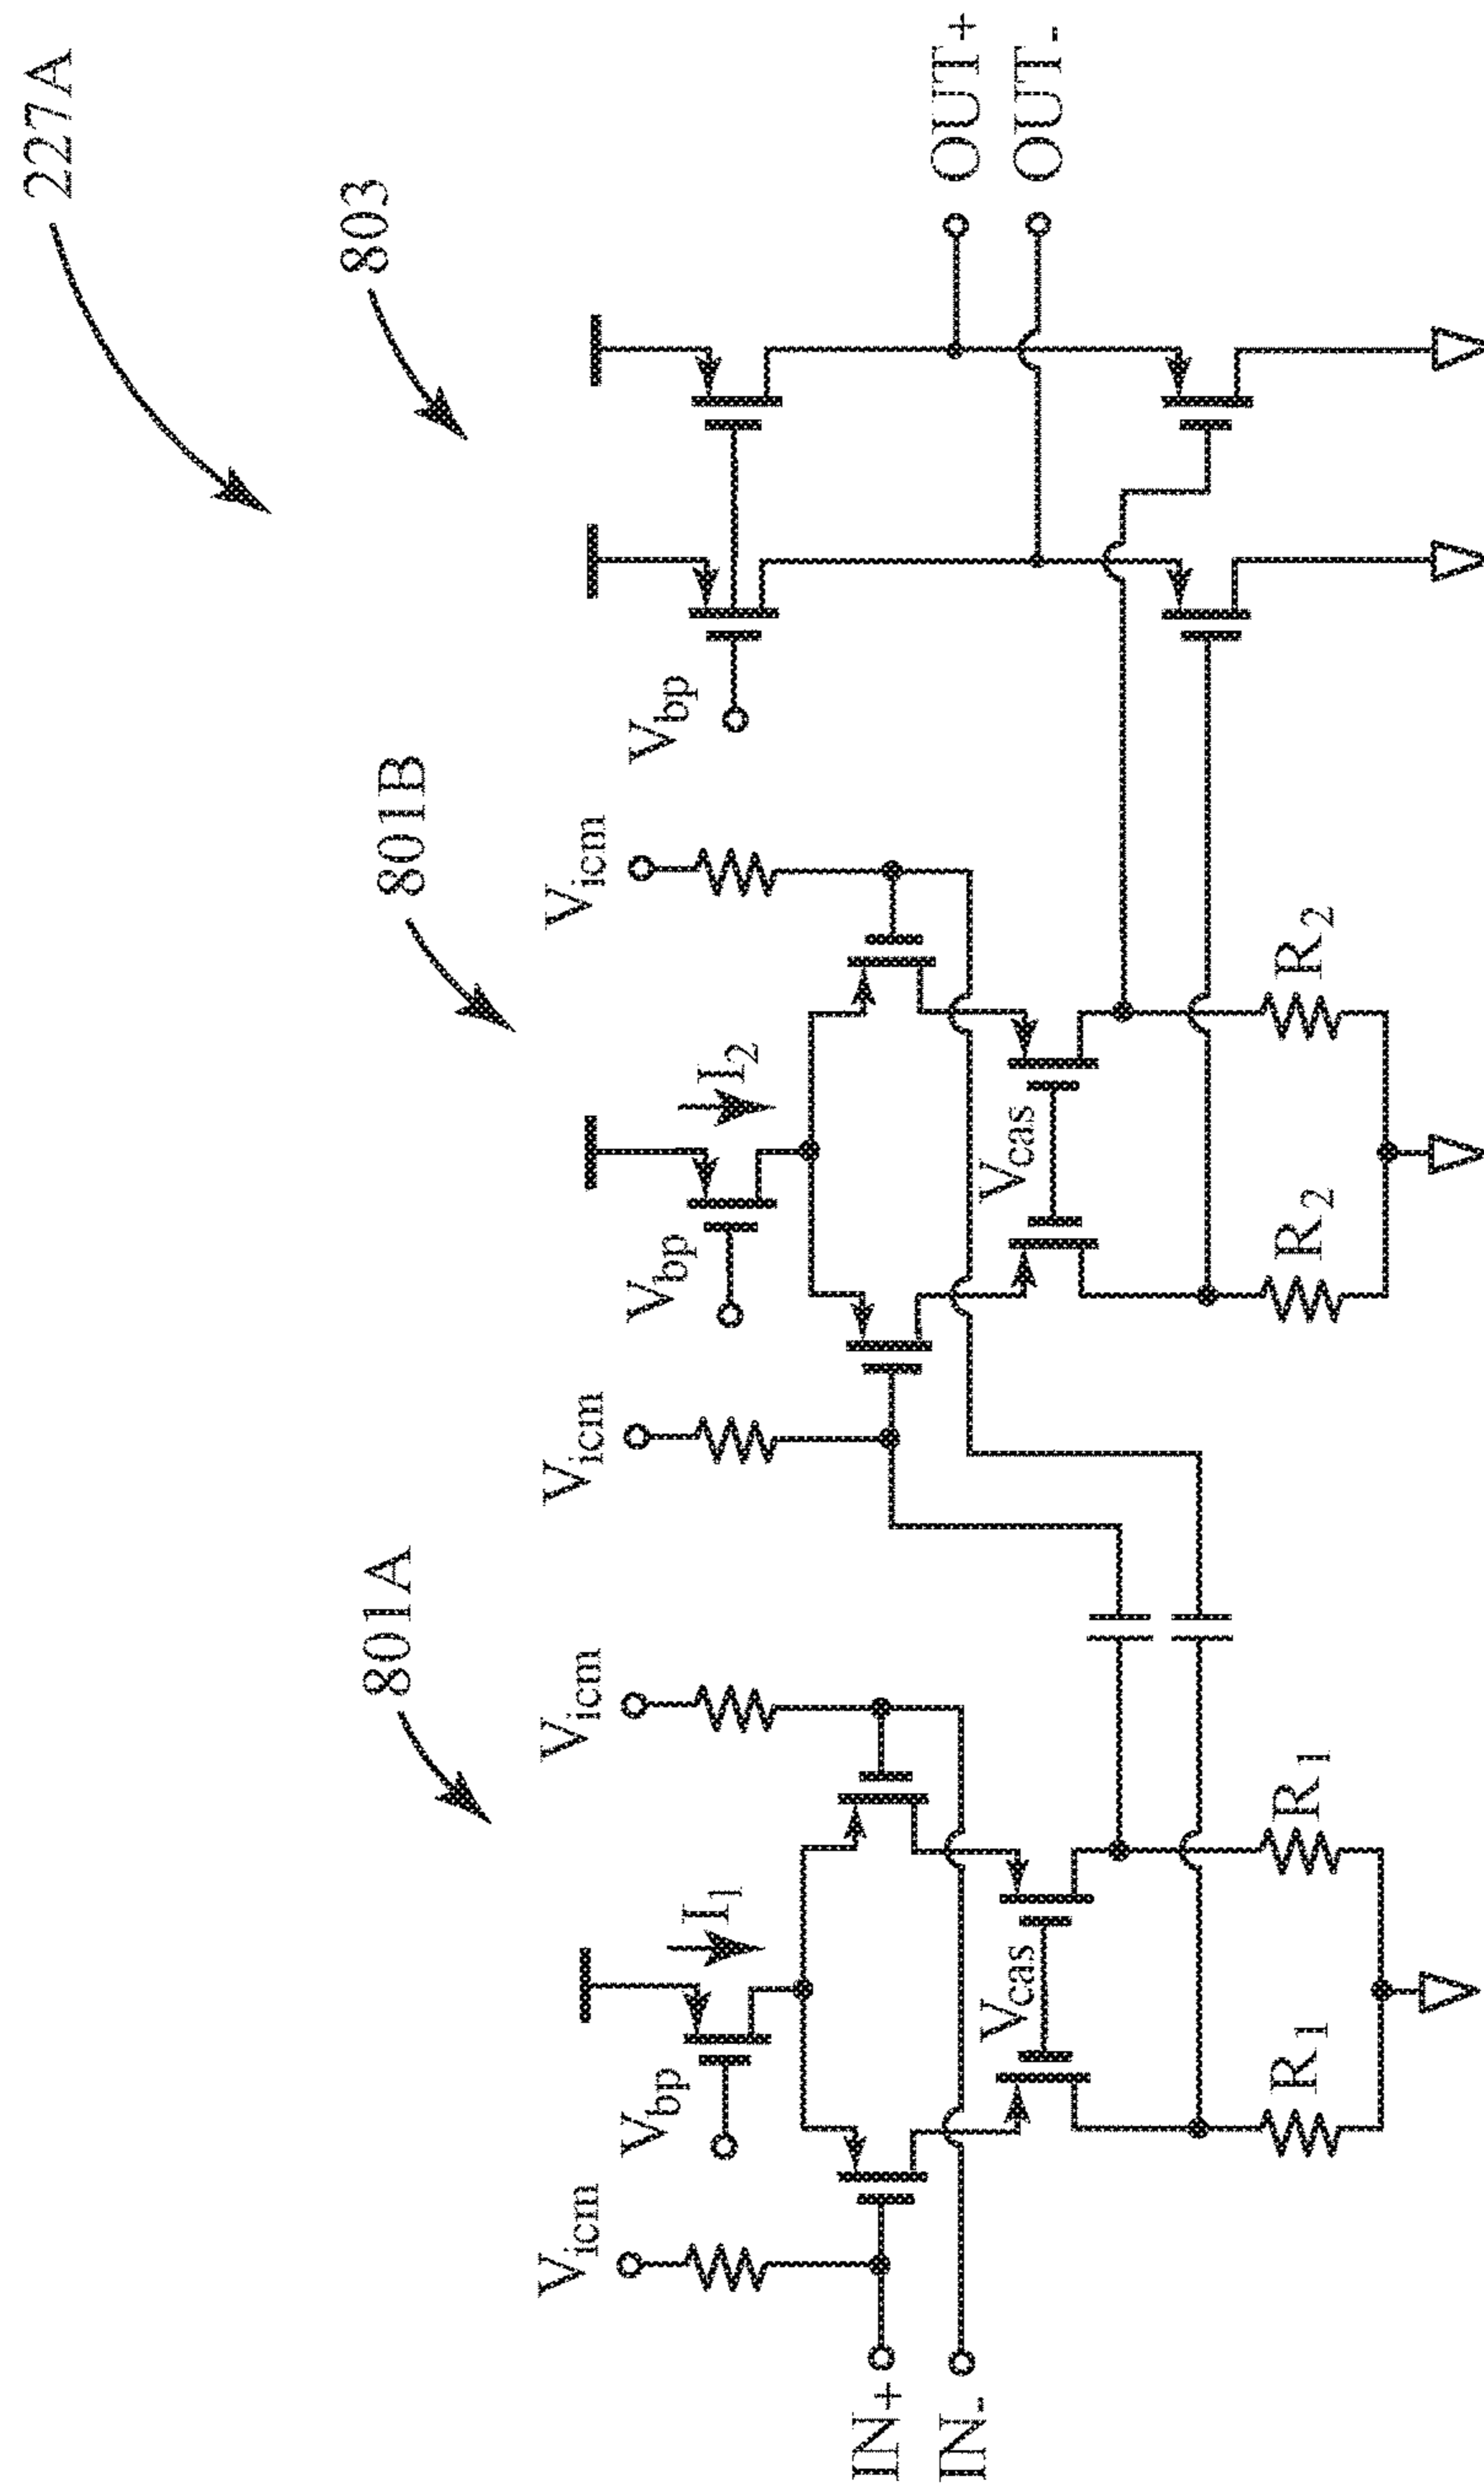 227A
803
801B
801A
Vicm
Vbp
I1
Vicm
Vicm
Vbp
I2
Vicm
Vbp
IN+
IN-
Vcas
Vcas
OUT+
OUT-
R1
R1
R2
R2